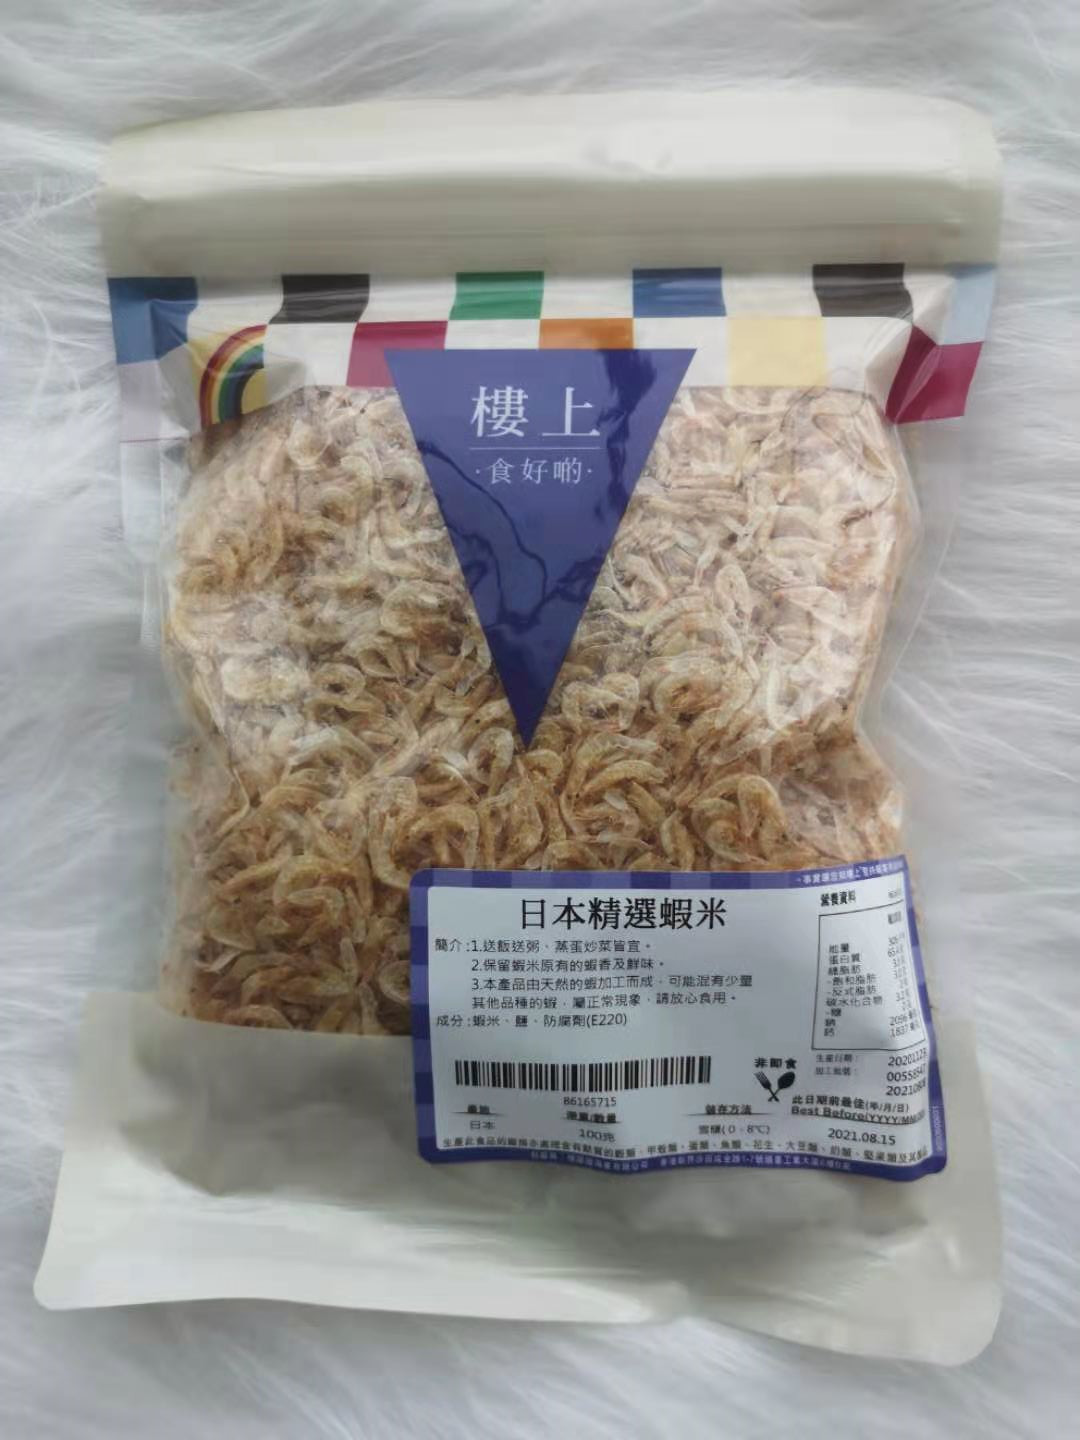 樓上
·食好啲·
日本精選蝦米
簡介:1.送飯送粥、蒸蛋炒菜皆宜。
2.保留蝦米原有的蝦香及鮮味。
3.本產品由天然的蝦加工而成，可能混有少量
其他品種的蝦，屬正常現象，請放心食用。
成分:蝦米、鹽、防腐劑(E220)
86165715
產地
日本
淨重/數量
100克
儲存方法
雪櫃(0-8℃)
非即食
營養資料
能量
蛋白質
總脂肪
-飽和脂肪
-反式脂肪
碳水化合物
-糖
鈉
鈣
生產日期：
此日期前最佳(年/月/日)
Best Before(YYYY/MM/DD)
2021.08.15